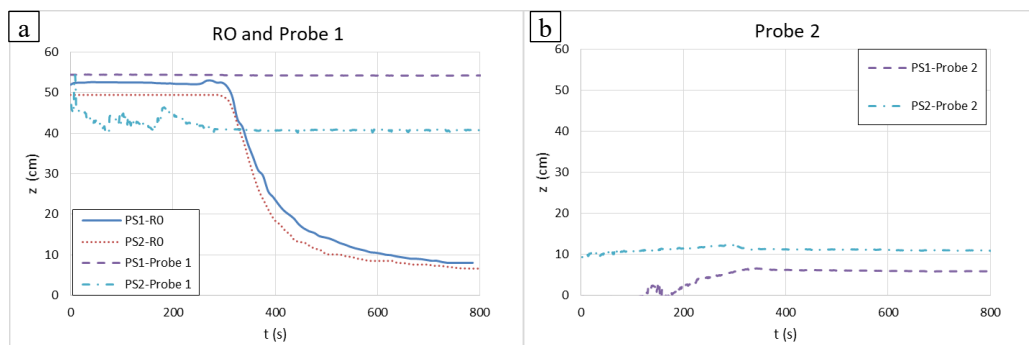 a
RO and Probe 1
z (cm)
60
50
40
30
20
10
0
PS1-RO
PS2-RO
PS1-Probe 1
PS2-Probe 1
0
200
400
600
800
t (s)
b
Probe 2
z (cm)
60
50
40
30
20
10
0
PS1-Probe 2
PS2-Probe 2
0
200
400
600
800
t (s)